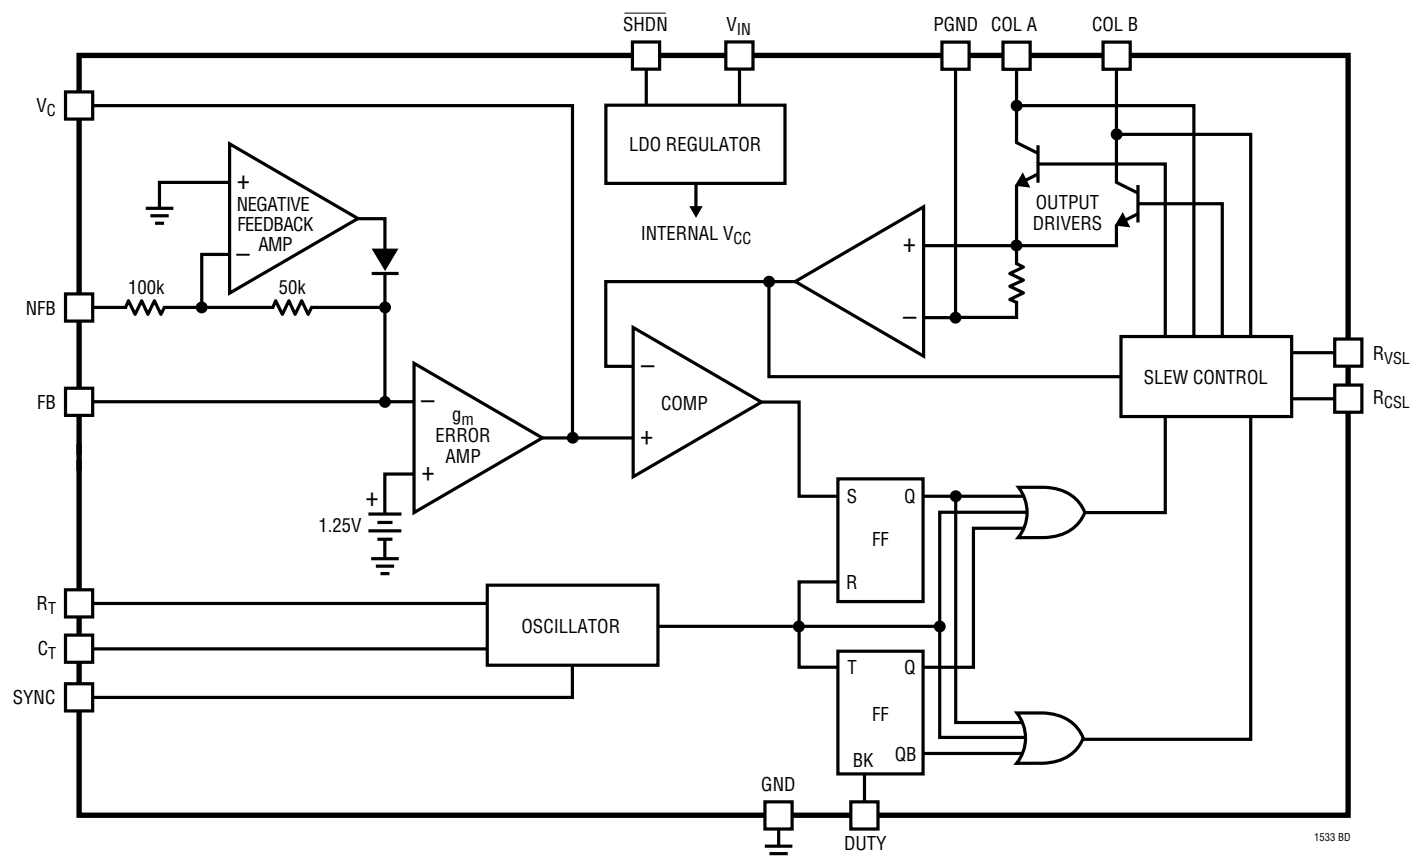 SHDN
VIN
PGND
COL A
COL B
VC
LDO REGULATOR
+
NEGATIVE
FEEDBACK
AMP
−
OUTPUT
DRIVERS
INTERNAL VCC
+
−
100k
50k
NFB
RVSL
SLEW CONTROL
RCSL
FB
−
gm
ERROR
AMP
+
−
COMP
+
+
1.25V
S
Q
FF
R
RT
OSCILLATOR
CT
SYNC
T
Q
FF
QB
BK
GND
DUTY
1533 BD